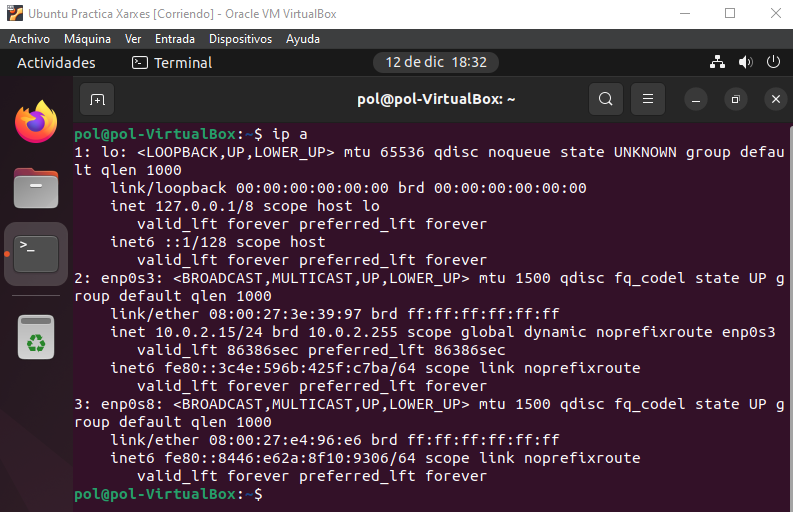 Ubuntu Practica Xarxes [Corriendo] - Oracle VM VirtualBox
Archivo Máquina Ver Entrada Dispositivos Ayuda
Actividades Terminal 12 de dic 18:32
pol@pol-VirtualBox: ~
pol@pol-VirtualBox:~$ ip a
1: lo: <LOOPBACK,UP,LOWER_UP> mtu 65536 qdisc noqueue state UNKNOWN group defau
lt qlen 1000
    link/loopback 00:00:00:00:00:00 brd 00:00:00:00:00:00
    inet 127.0.0.1/8 scope host lo
       valid_lft forever preferred_lft forever
    inet6 ::1/128 scope host
       valid_lft forever preferred_lft forever
2: enp0s3: <BROADCAST,MULTICAST,UP,LOWER_UP> mtu 1500 qdisc fq_codel state UP g
roup default qlen 1000
    link/ether 08:00:27:3e:39:97 brd ff:ff:ff:ff:ff:ff
    inet 10.0.2.15/24 brd 10.0.2.255 scope global dynamic noprefixroute enp0s3
       valid_lft 86386sec preferred_lft 86386sec
    inet6 fe80::3c4e:596b:425f:c7ba/64 scope link noprefixroute
       valid_lft forever preferred_lft forever
3: enp0s8: <BROADCAST,MULTICAST,UP,LOWER_UP> mtu 1500 qdisc fq_codel state UP g
roup default qlen 1000
    link/ether 08:00:27:e4:96:e6 brd ff:ff:ff:ff:ff:ff
    inet6 fe80::8446:e62a:8f10:9306/64 scope link noprefixroute
       valid_lft forever preferred_lft forever
pol@pol-VirtualBox:~$